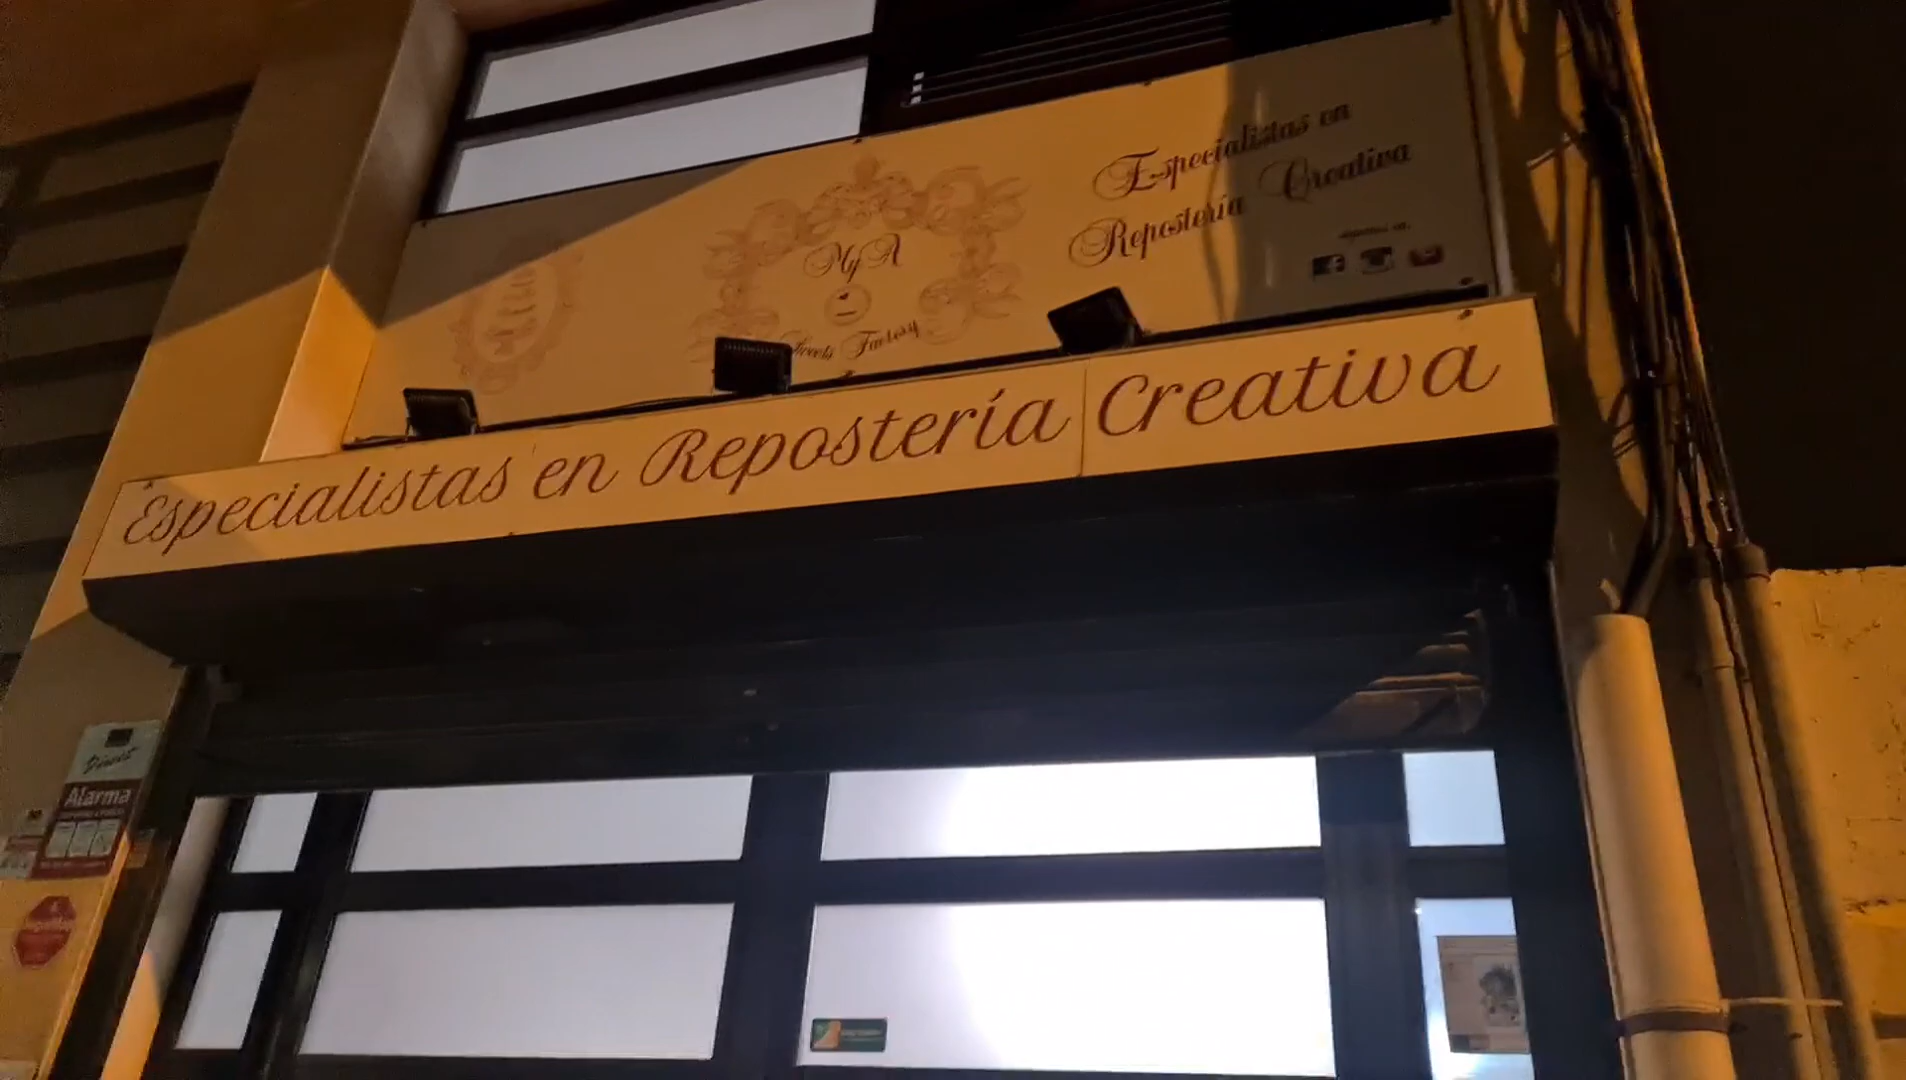 Especialistas en
Repostería Creativa
MyA
Sweets Factory
Especialistas en Repostería Creativa
Alarma